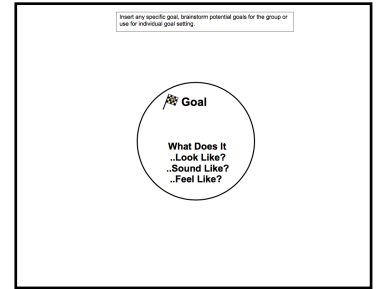 Insert any specific goal, brainstorm potential goals for the group or
use for individual goal setting.
Goal
What Does It
..Look Like?
..Sound Like?
..Feel Like?